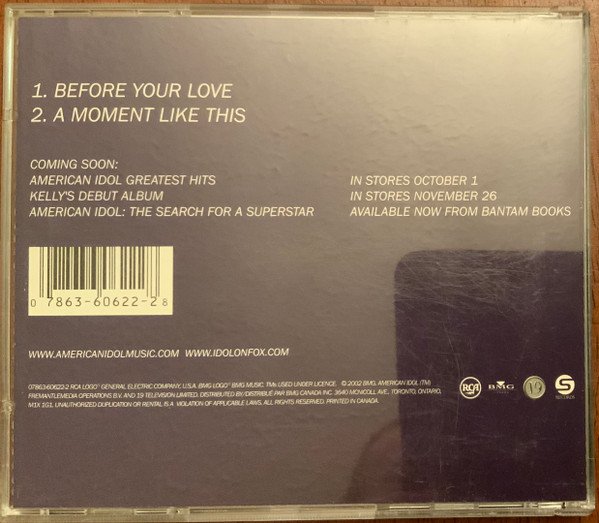 1. BEFORE YOUR LOVE
2. A MOMENT LIKE THIS
COMING SOON:
AMERICAN IDOL GREATEST HITS IN STORES OCTOBER 1
KELLY'S DEBUT ALBUM IN STORES NOVEMBER 26
AMERICAN IDOL: THE SEARCH FOR A SUPERSTAR AVAILABLE NOW FROM BANTAM BOOKS
0 7863-60622-2 8
WWW.AMERICANIDOLMUSIC.COM WWW.IDOLONFOX.COM
07863-60622-2 RCA LOGO® GENERAL ELECTRIC COMPANY, U.S.A. BMG LOGO® BMG MUSIC. TMs USED UNDER LICENCE. © 2002 BMG. AMERICAN IDOL (TM)
FREMANTLEMEDIA OPERATIONS B.V. AND 19 TELEVISION LIMITED. DISTRIBUTED BY/DISTRIBUÉ PAR BMG CANADA INC. 3640 MCNICOLL AVE., TORONTO, ONTARIO,
M1X 1G1. UNAUTHORIZED DUPLICATION OR RENTAL IS A VIOLATION OF APPLICABLE LAWS. ALL RIGHTS RESERVED. PRINTED IN CANADA.
RCA BMG 19 S RECORDS